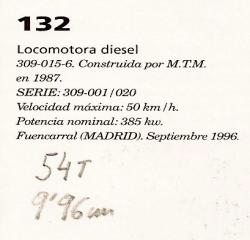 132
Locomotora diesel
309-015-6. Construida por M.T.M.
en 1987.
SERIE: 309-001/020
Velocidad máxima: 50 km/h.
Potencia nominal: 385 kw.
Fuencarral (MADRID). Septiembre 1996.
54T
9'96m